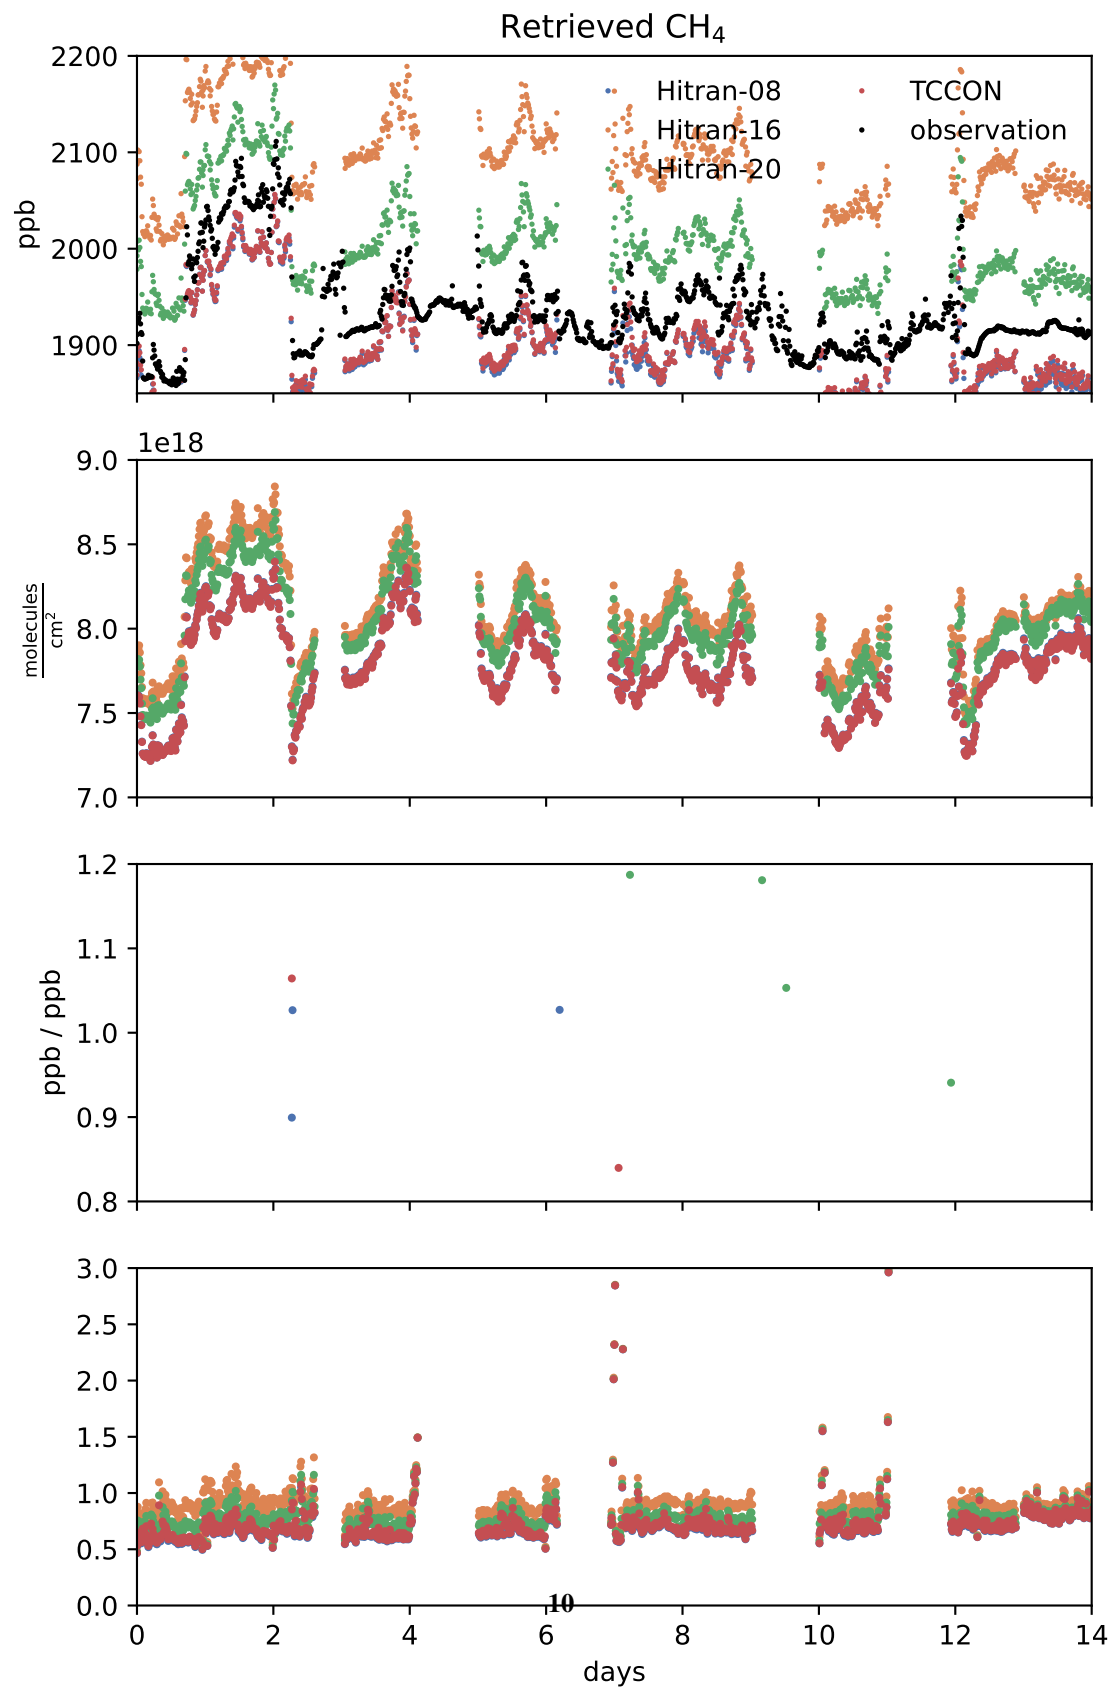 Retrieved CH₄
2200
2100
2000
1900
ppb
Hitran-08
Hitran-16
Hitran-20
TCCON
observation
1e18
9.0
8.5
8.0
7.5
7.0
molecules
cm²
1.2
1.1
1.0
0.9
0.8
ppb / ppb
3.0
2.5
2.0
1.5
1.0
0.5
0.0
10
0 2 4 6 8 10 12 14
days